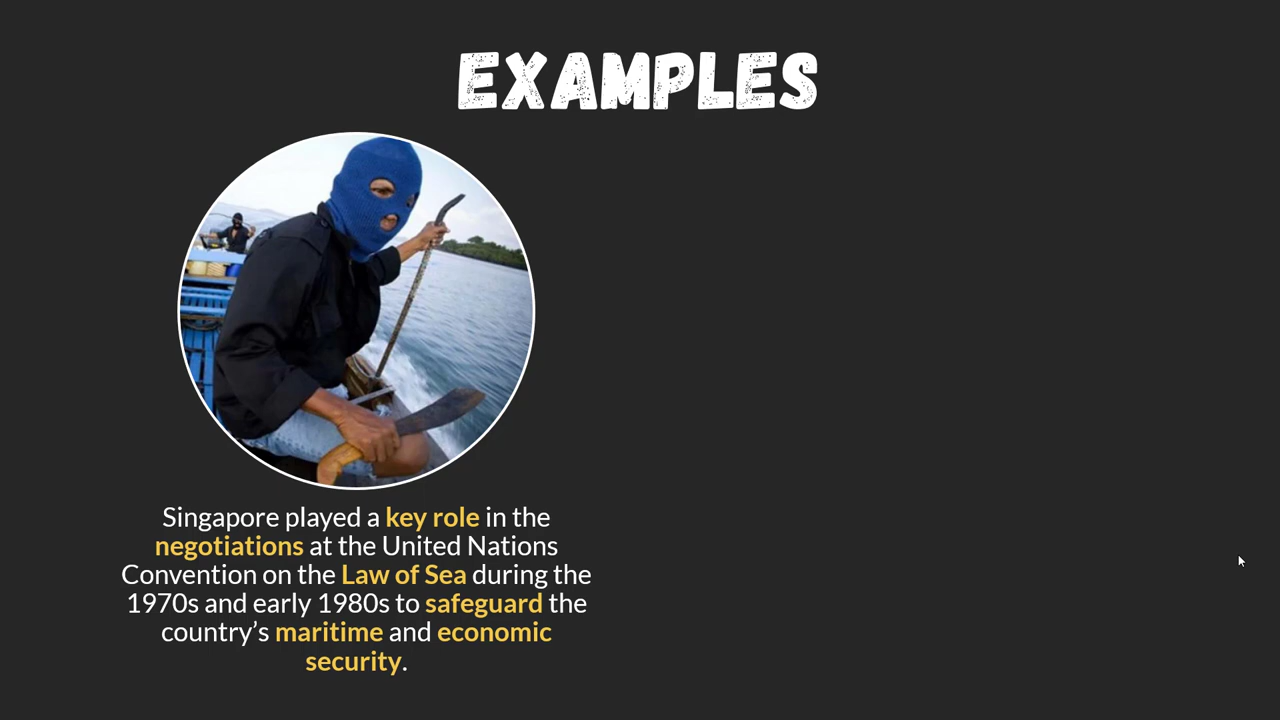 EXAMPLES
Singapore played a key role in the
negotiations at the United Nations
Convention on the Law of Sea during the
1970s and early 1980s to safeguard the
country’s maritime and economic
security.